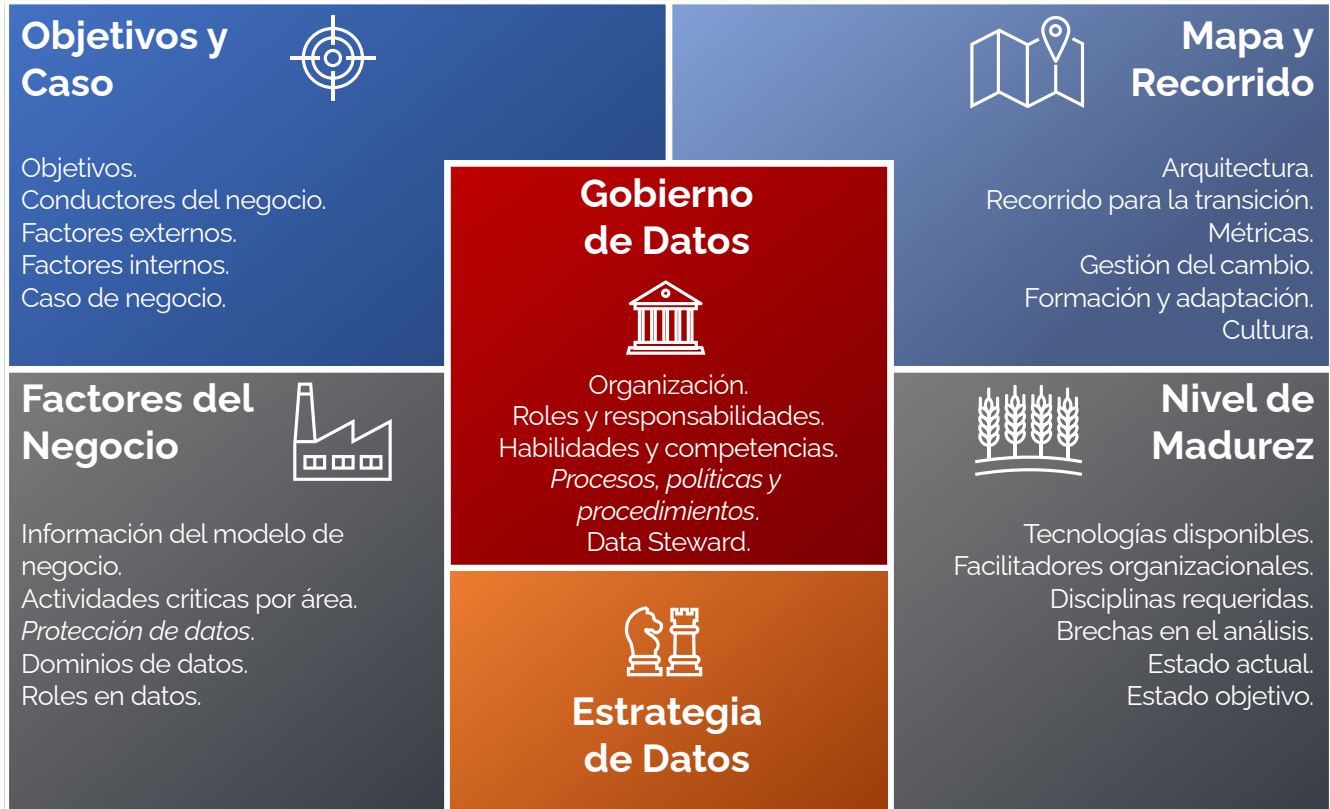 Objetivos y
Caso
Objetivos.
Conductores del negocio.
Factores externos.
Factores internos.
Caso de negocio.
Mapa y
Recorrido
Arquitectura.
Recorrido para la transición.
Métricas.
Gestión del cambio.
Formación y adaptación.
Cultura.
Gobierno
de Datos
Organización.
Roles y responsabilidades.
Habilidades y competencias.
Procesos, políticas y
procedimientos.
Data Steward.
Factores del
Negocio
Información del modelo de
negocio.
Actividades criticas por área.
Protección de datos.
Dominios de datos.
Roles en datos.
Nivel de
Madurez
Tecnologías disponibles.
Facilitadores organizacionales.
Disciplinas requeridas.
Brechas en el análisis.
Estado actual.
Estado objetivo.
Estrategia
de Datos